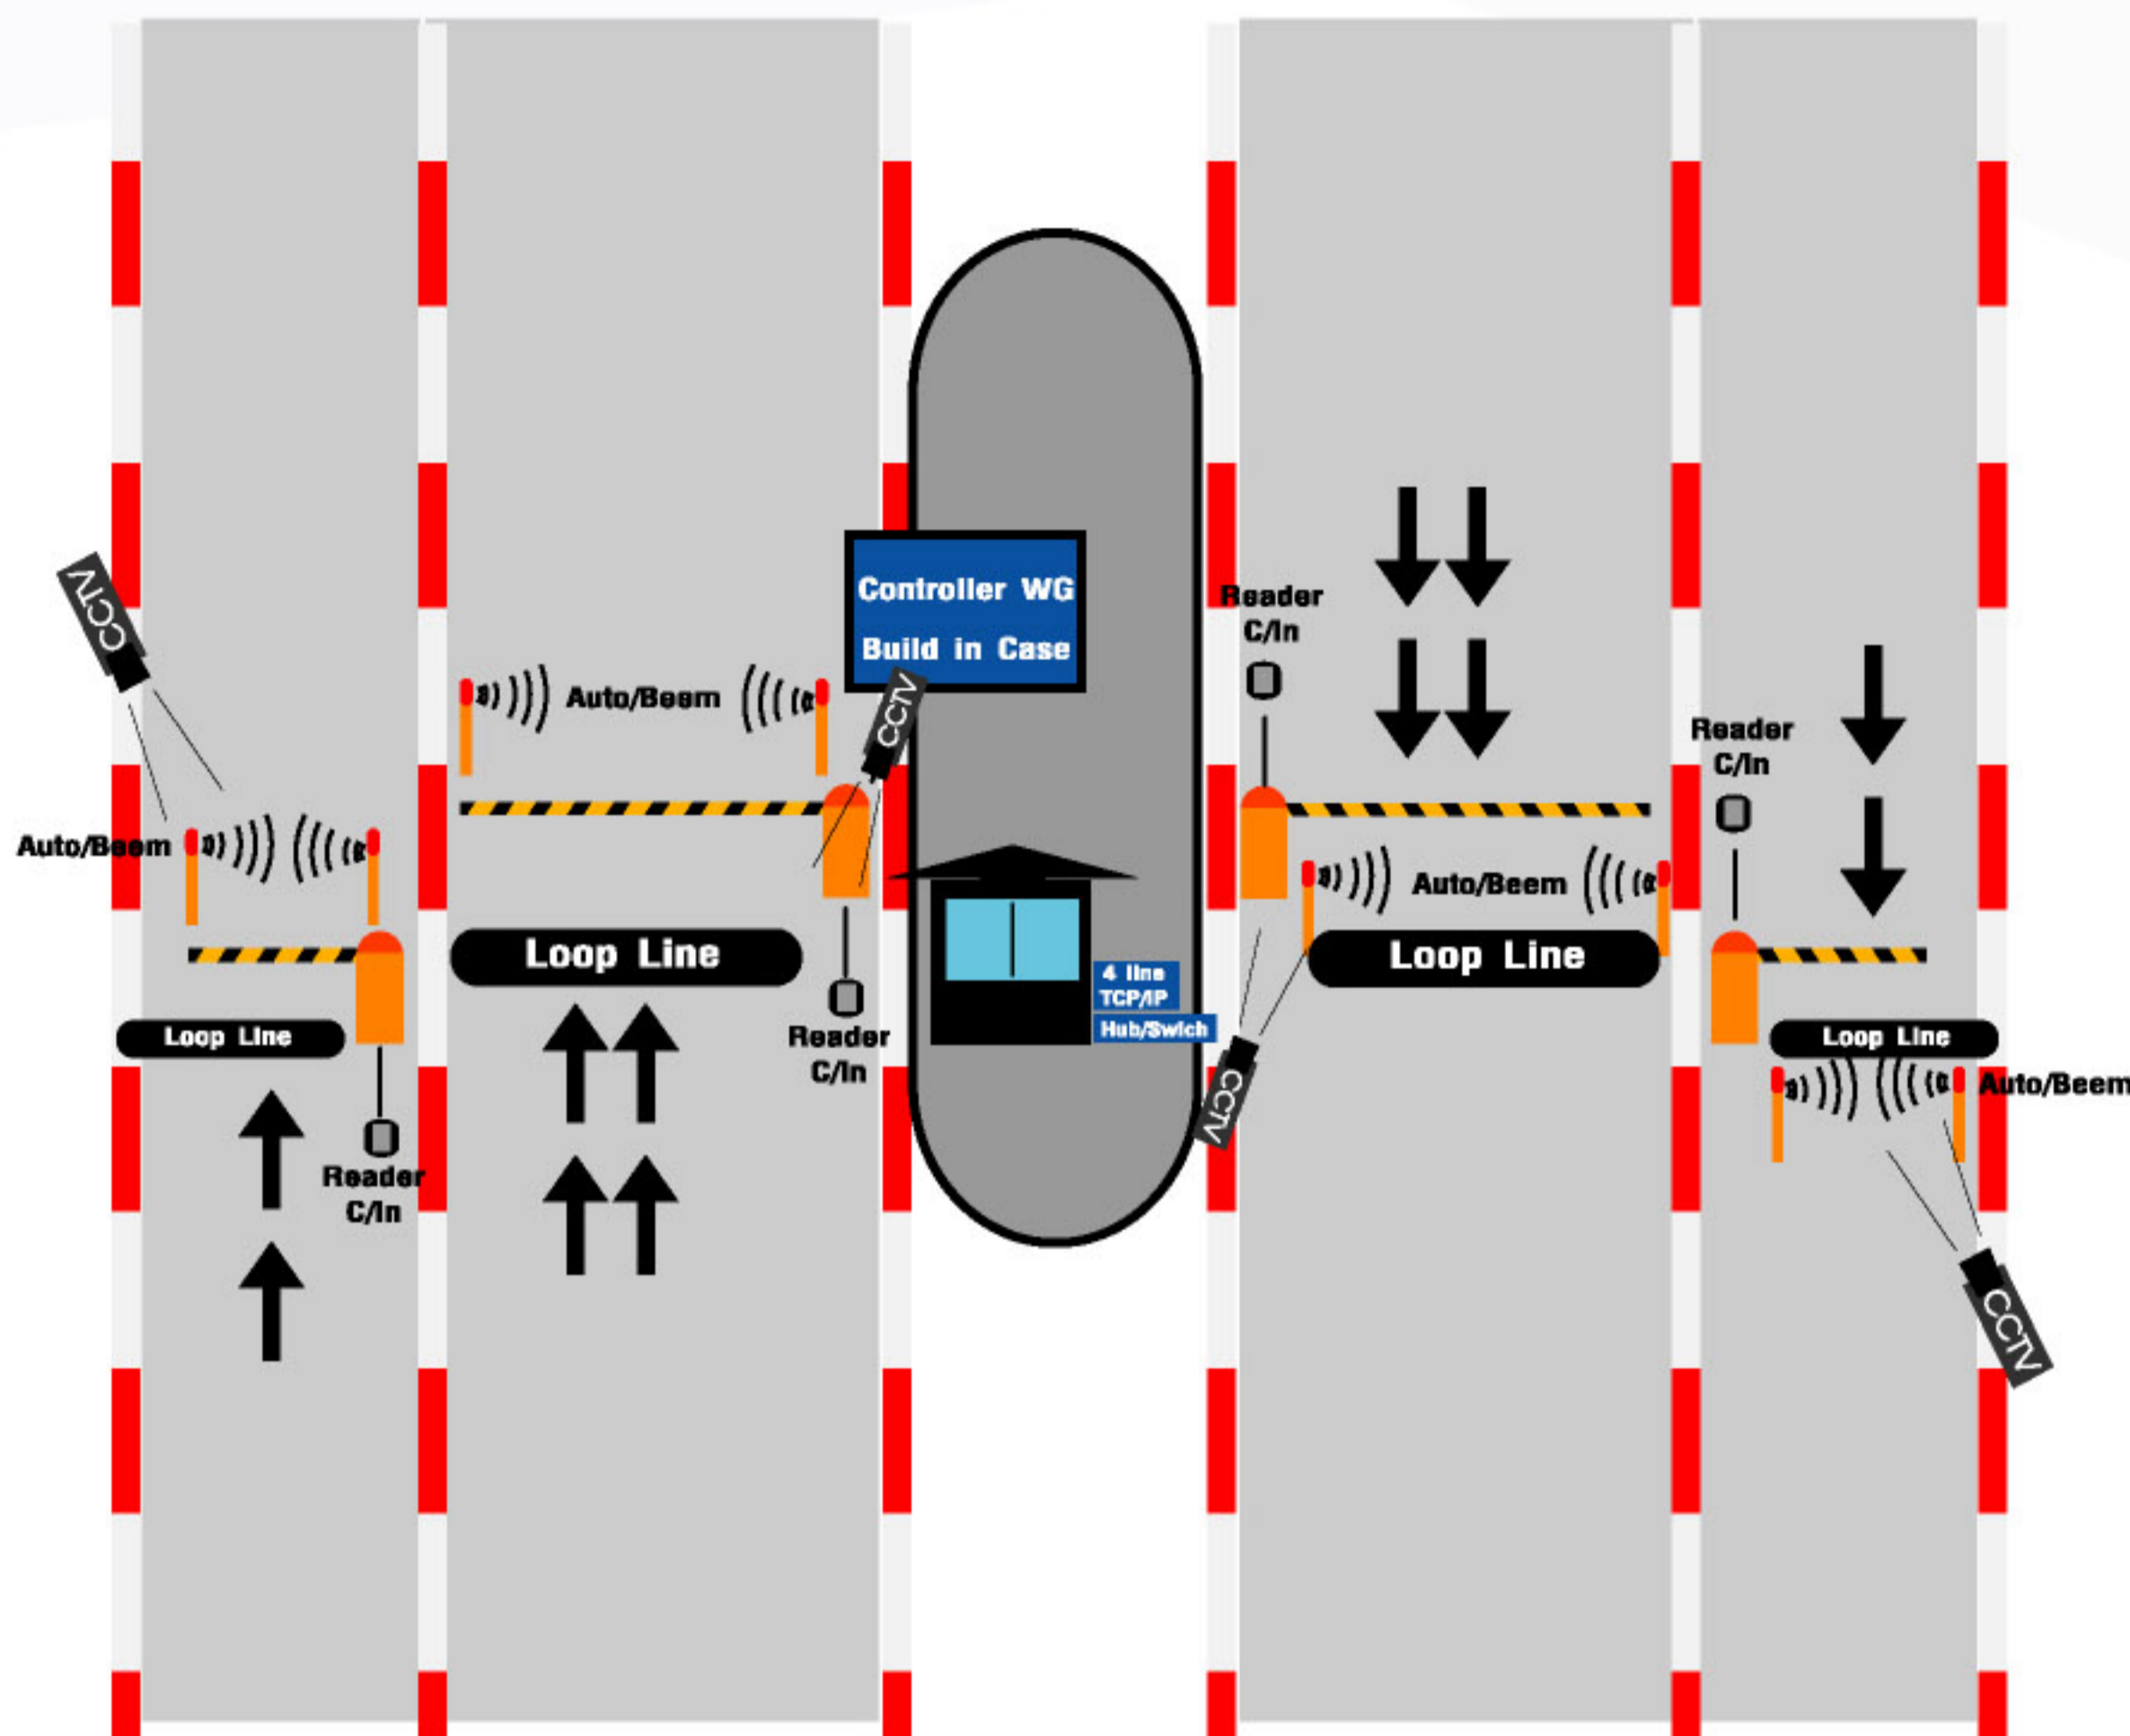 Controller WG
Build in Case
Reader
C/In
CCTV
Auto/Beem
CCTV
Reader
C/In
Auto/Beem
Auto/Beem
Loop Line
Loop Line
4 line
TCP/IP
Hub/Swich
Loop Line
Loop Line
Reader
C/In
Auto/Beem
CCTV
Reader
C/In
CCTV